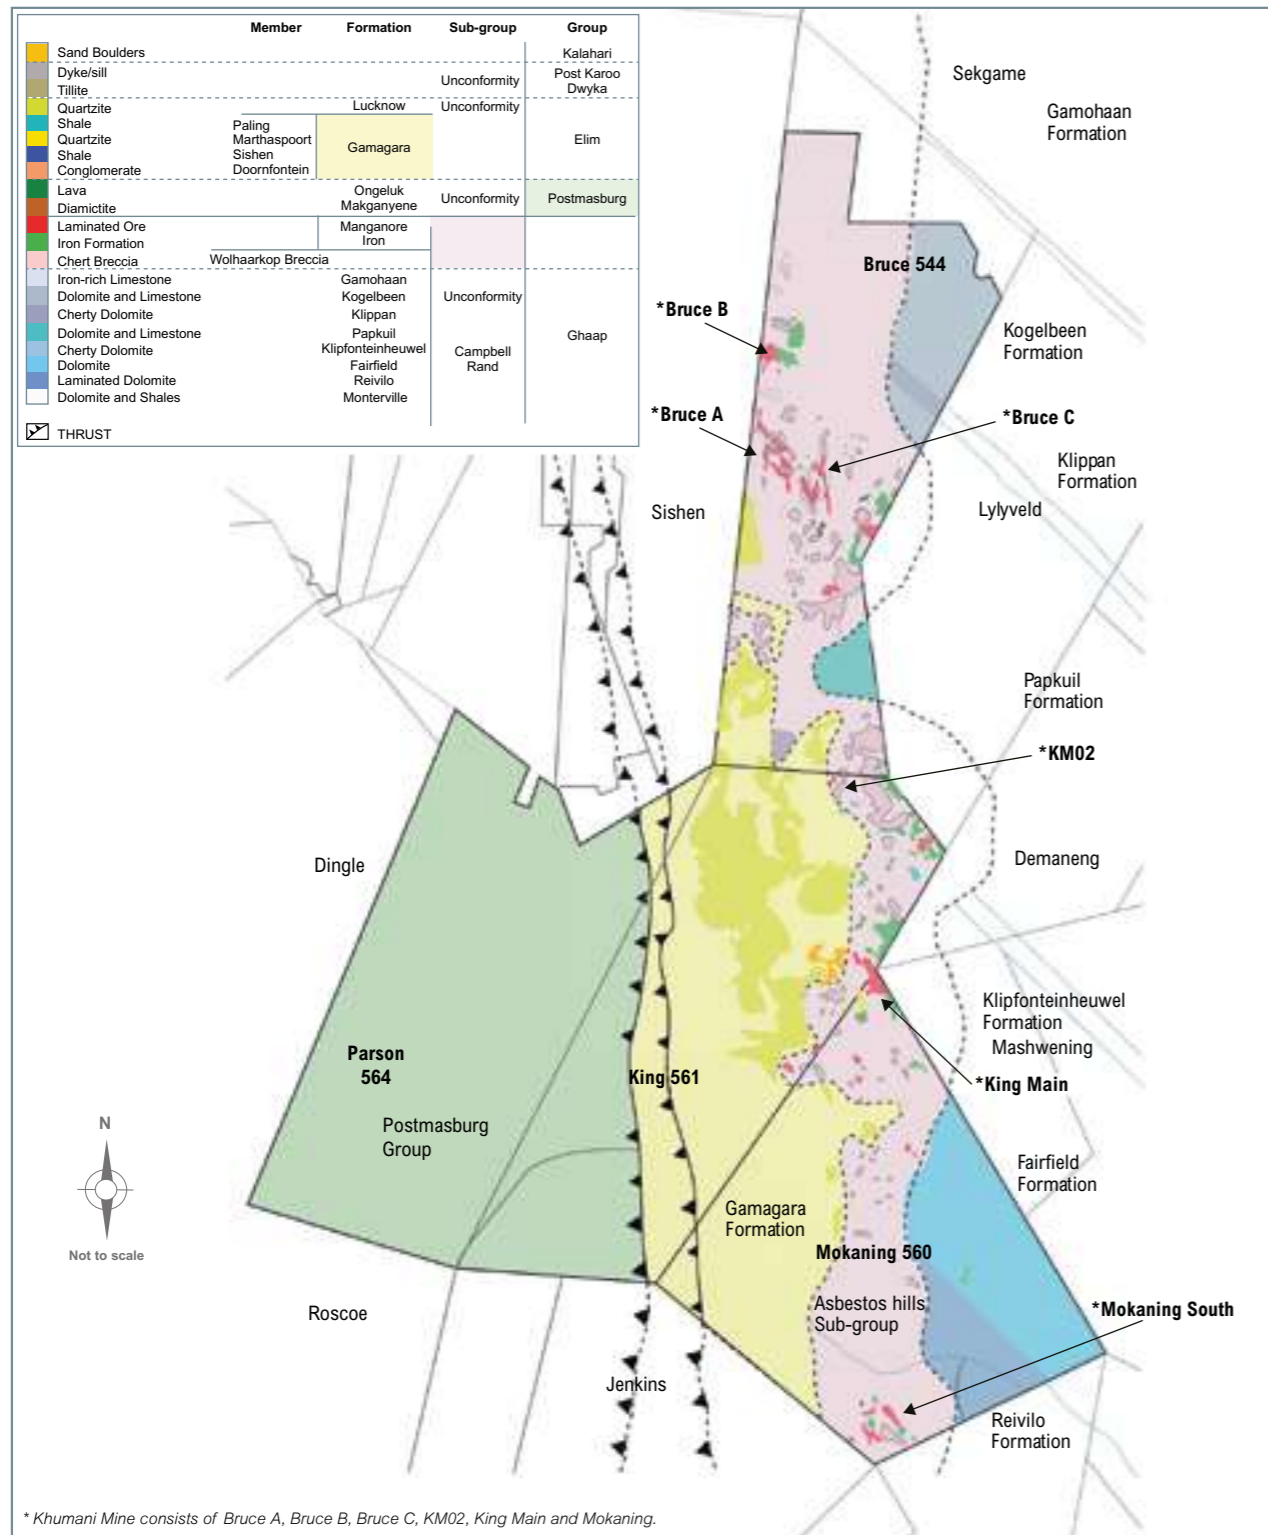 Member Formation Sub-group Group
Sand Boulders Kalahari
Dyke/sill Unconformity Post Karoo
Tillite Dwyka
Quartzite Lucknow Unconformity
Shale Paling
Quartzite Marthaspoort Gamagara Elim
Shale Sishen
Conglomerate Doornfontein
Lava Ongeluk Unconformity Postmasburg
Diamictite Makganyene
Laminated Ore Manganore
Iron Formation Iron
Chert Breccia Wolhaarkop Breccia
Iron-rich Limestone Gamohaan
Dolomite and Limestone Kogelbeen Unconformity
Cherty Dolomite Klippan
Dolomite and Limestone Papkuil Ghaap
Cherty Dolomite Klipfonteinheuwel Campbell
Dolomite Fairfield Rand
Laminated Dolomite Reivilo
Dolomite and Shales Monterville
THRUST
Sekgame
Gamohaan
Formation
Bruce 544
*Bruce B
Kogelbeen
Formation
*Bruce A
*Bruce C
Klippan
Formation
Sishen
Lylyveld
Papkuil
Formation
*KM02
Dingle
Demaneng
Klipfonteinheuwel
Formation
Mashwening
Parson
564
King 561
*King Main
Postmasburg
Group
N
Not to scale
Fairfield
Formation
Gamagara
Formation
Mokaning 560
Asbestos hills
Sub-group
*Mokaning South
Roscoe
Jenkins
Reivilo
Formation
* Khumani Mine consists of Bruce A, Bruce B, Bruce C, KM02, King Main and Mokaning.